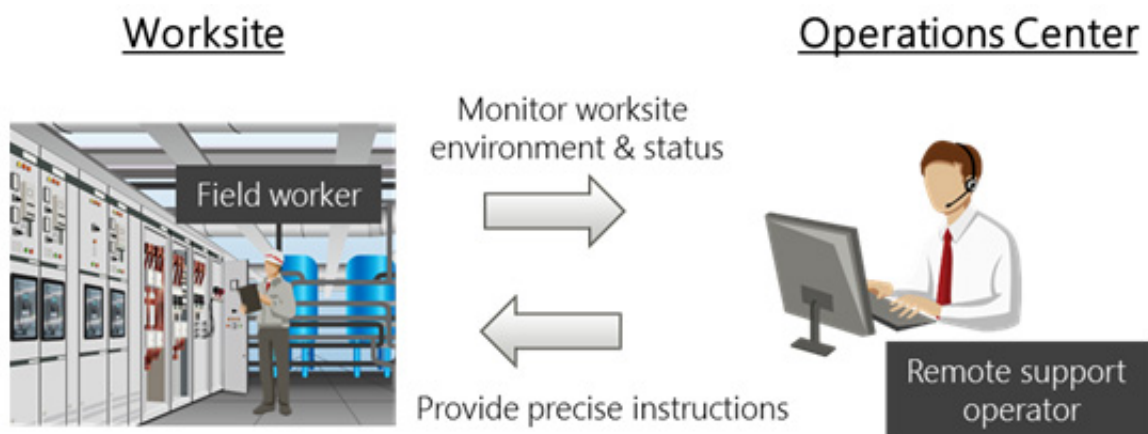 Worksite
Operations Center
Monitor worksite
environment & status
Field worker
Provide precise instructions
Remote support
operator